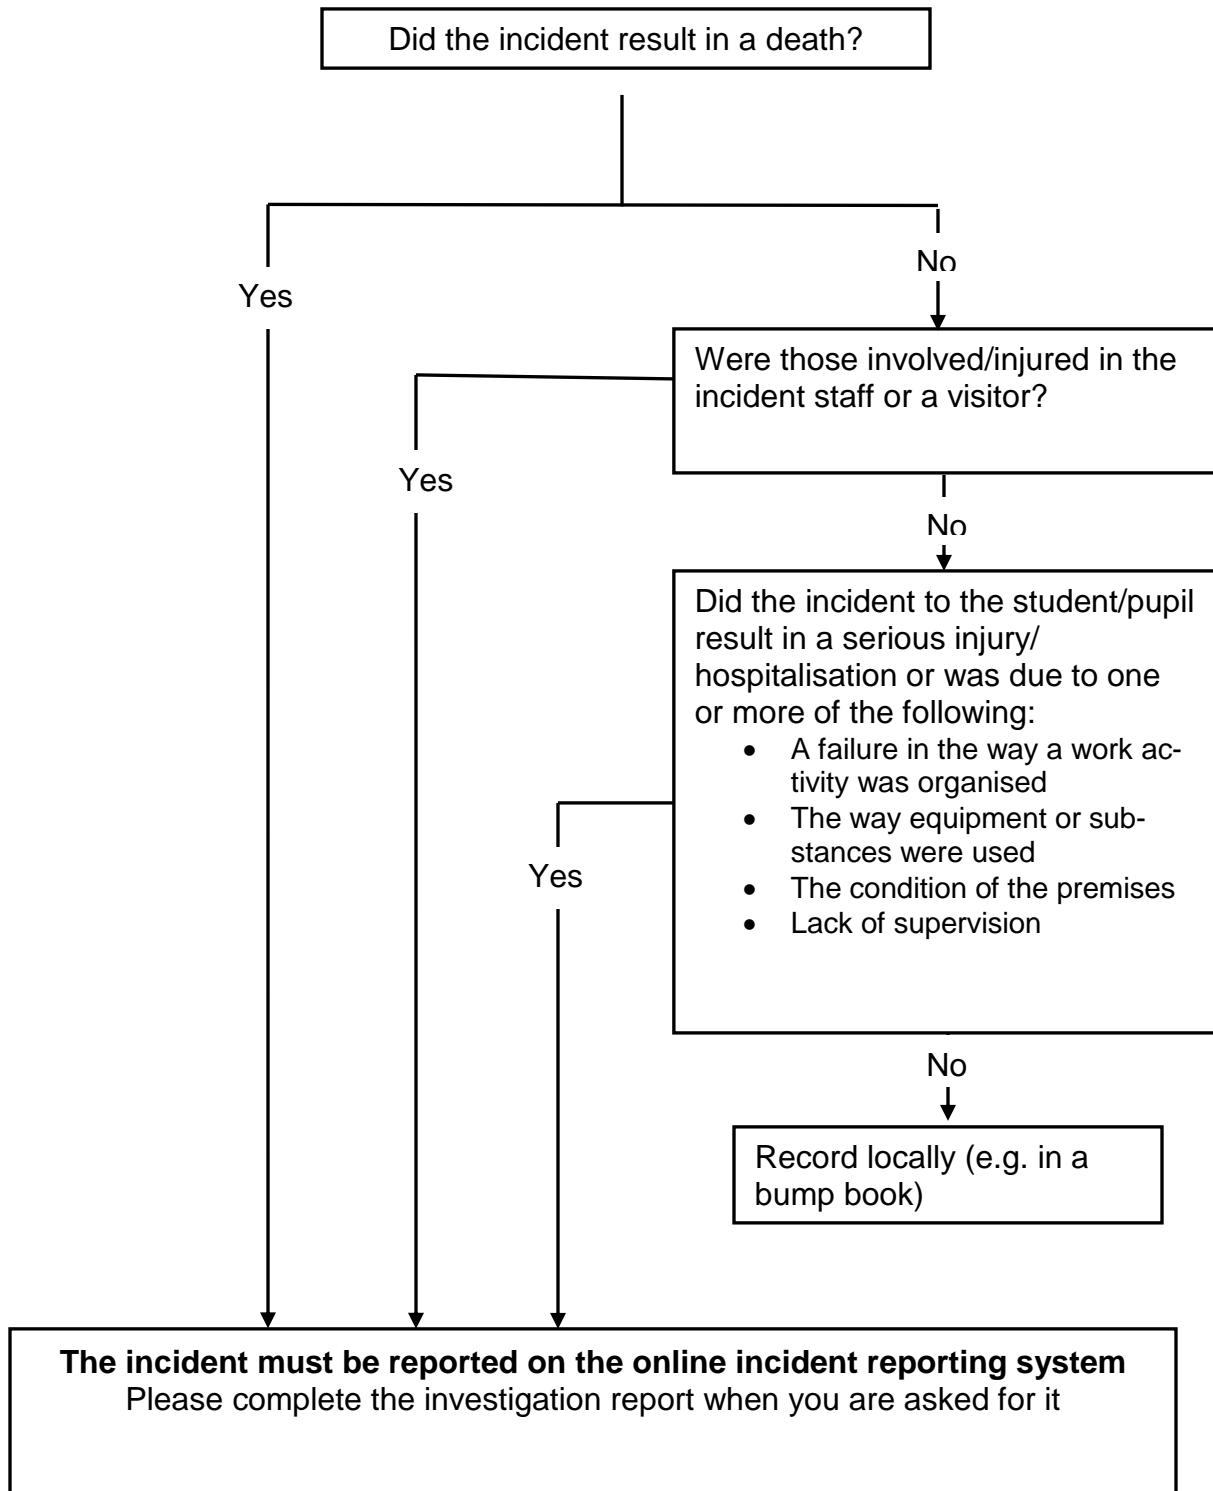 Did the incident result in a death?
No
Yes
Were those involved/injured in the
incident staff or a visitor?
Yes
No
Did the incident to the student/pupil
result in a serious injury/
hospitalisation or was due to one
or more of the following:
• A failure in the way a work ac-
tivity was organised
• The way equipment or sub-
stances were used
• The condition of the premises
• Lack of supervision
Yes
No
Record locally (e.g. in a
bump book)
The incident must be reported on the online incident reporting system
Please complete the investigation report when you are asked for it